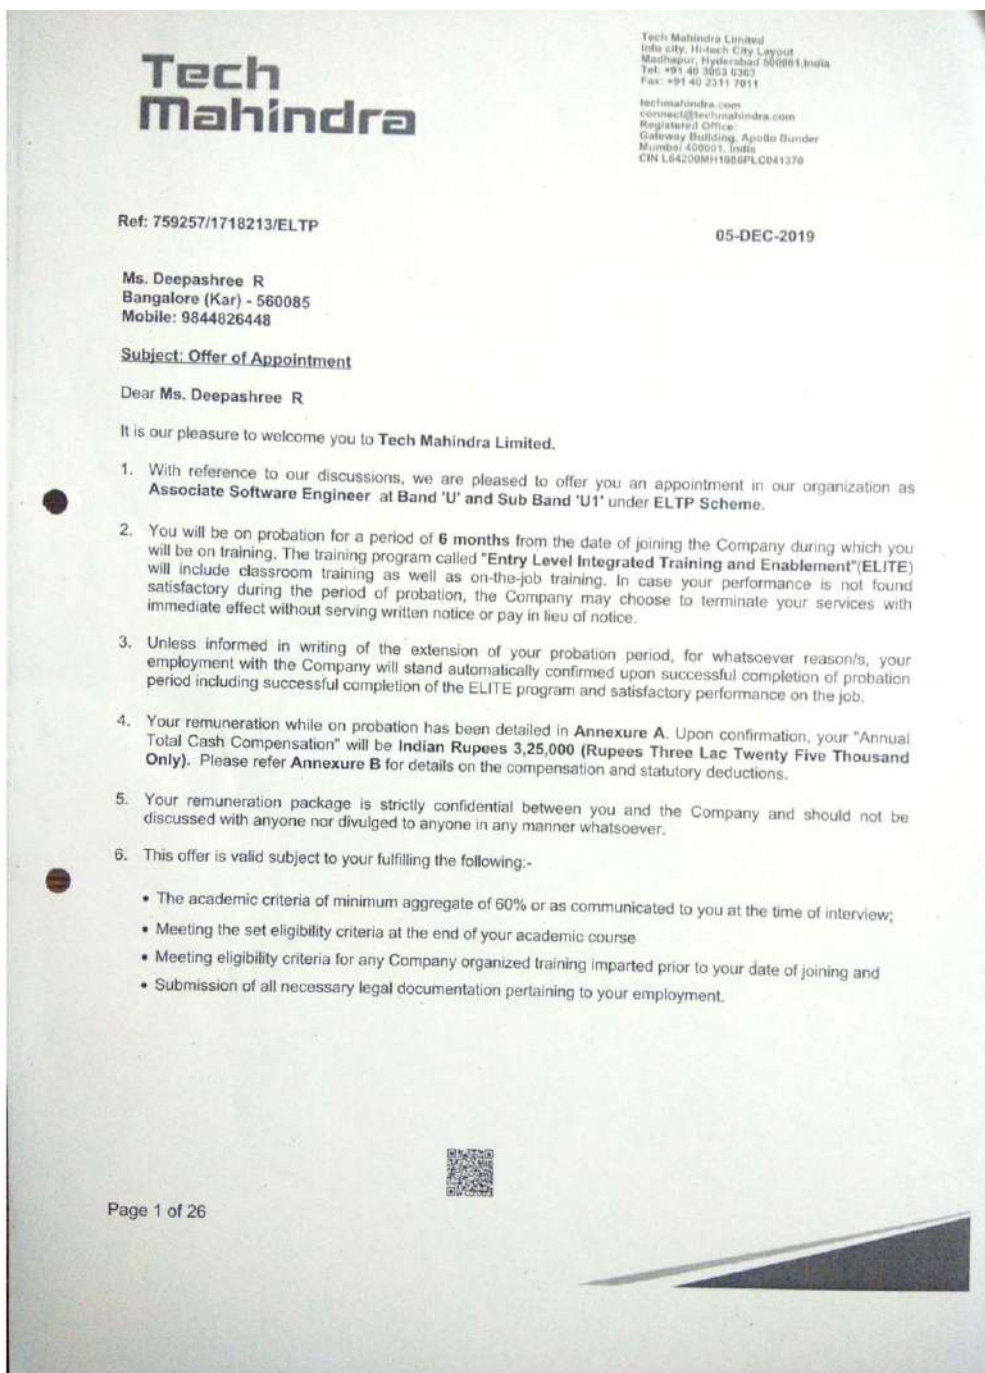 Tech
Mahindra
Tech Mahindra Limited
Info city, Hi-tech City Layout
Madhapur, Hyderabad 500081,India
Tel: +91 40 3063 6363
Fax: +91 40 2311 7011
techmahindra.com
connect@techmahindra.com
Registered Office:
Gateway Building, Apollo Bunder
Mumbai 400001, India
CIN L64200MH1986PLC041370
Ref: 759257/1718213/ELTP
05-DEC-2019
Ms. Deepashree R
Bangalore (Kar) - 560085
Mobile: 9844826448
Subject: Offer of Appointment
Dear Ms. Deepashree R
It is our pleasure to welcome you to Tech Mahindra Limited.
1. With reference to our discussions, we are pleased to offer you an appointment in our organization as
Associate Software Engineer at Band 'U' and Sub Band 'U1' under ELTP Scheme.
2. You will be on probation for a period of 6 months from the date of joining the Company during which you
will be on training. The training program called "Entry Level Integrated Training and Enablement"(ELITE)
will include classroom training as well as on-the-job training. In case your performance is not found
satisfactory during the period of probation, the Company may choose to terminate your services with
immediate effect without serving written notice or pay in lieu of notice.
3. Unless informed in writing of the extension of your probation period, for whatsoever reason/s, your
employment with the Company will stand automatically confirmed upon successful completion of probation
period including successful completion of the ELITE program and satisfactory performance on the job.
4. Your remuneration while on probation has been detailed in Annexure A. Upon confirmation, your "Annual
Total Cash Compensation" will be Indian Rupees 3,25,000 (Rupees Three Lac Twenty Five Thousand
Only). Please refer Annexure B for details on the compensation and statutory deductions.
5. Your remuneration package is strictly confidential between you and the Company and should not be
discussed with anyone nor divulged to anyone in any manner whatsoever.
6. This offer is valid subject to your fulfilling the following:-
• The academic criteria of minimum aggregate of 60% or as communicated to you at the time of interview;
• Meeting the set eligibility criteria at the end of your academic course
• Meeting eligibility criteria for any Company organized training imparted prior to your date of joining and
• Submission of all necessary legal documentation pertaining to your employment.
Page 1 of 26